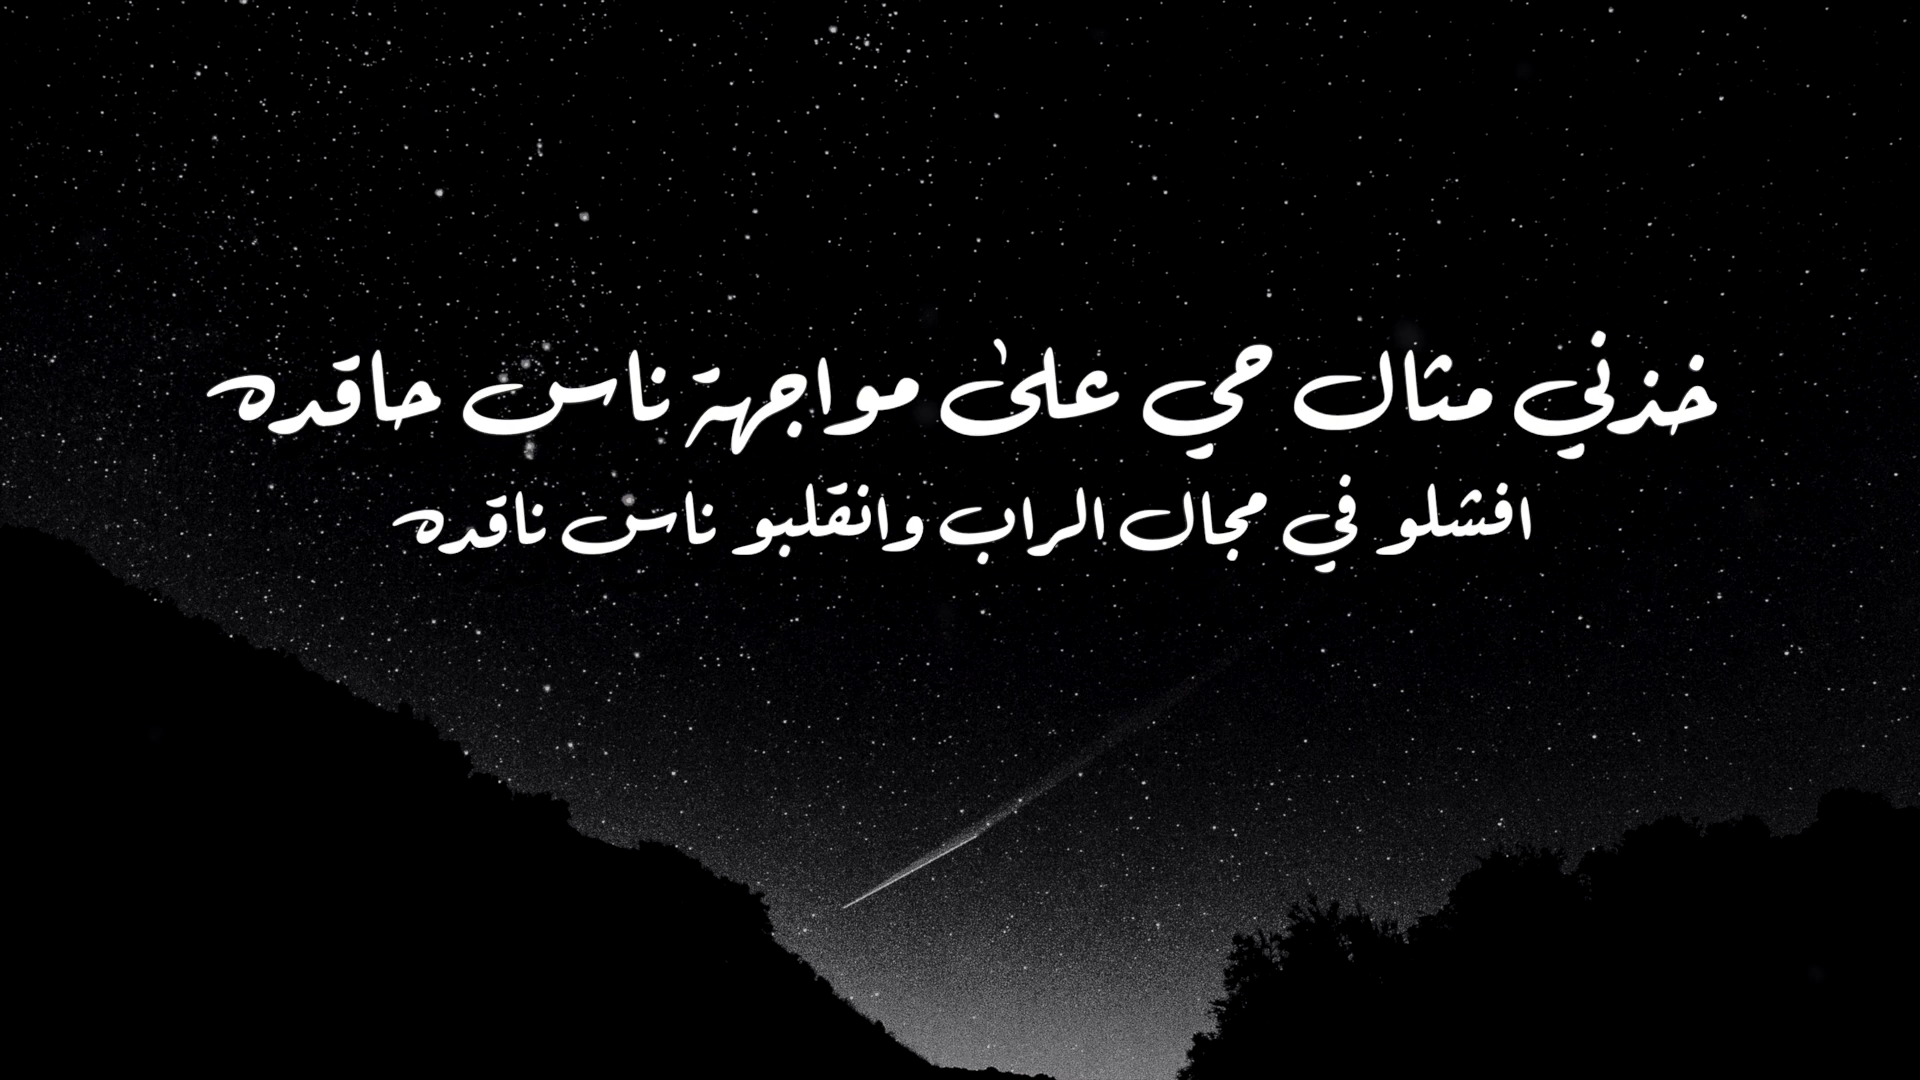 خذني مثال حي على مواجهة ناس حاقده
افشلو في مجال الراب وانقلبو ناس ناقده